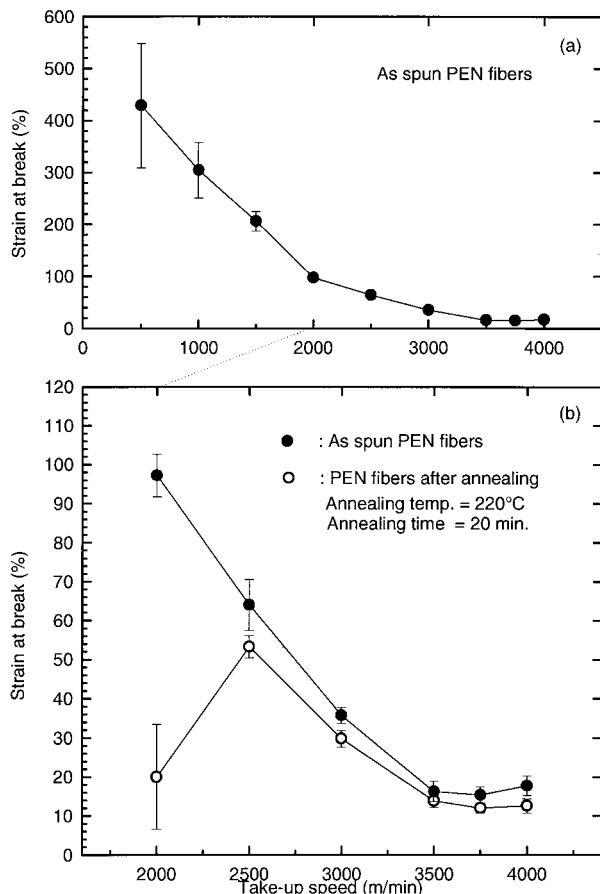 600
(a)
As spun PEN fibers
500
400
300
200
100
0
Strain at break (%)
0 1000 2000 3000 4000
120
(b)
110
: As spun PEN fibers
100
: PEN fibers after annealing
90
Annealing temp. = 220°C
Annealing time = 20 min.
80
70
60
50
40
30
20
10
0
Strain at break (%)
2000 2500 3000 3500 4000
Take-up speed (m/min)